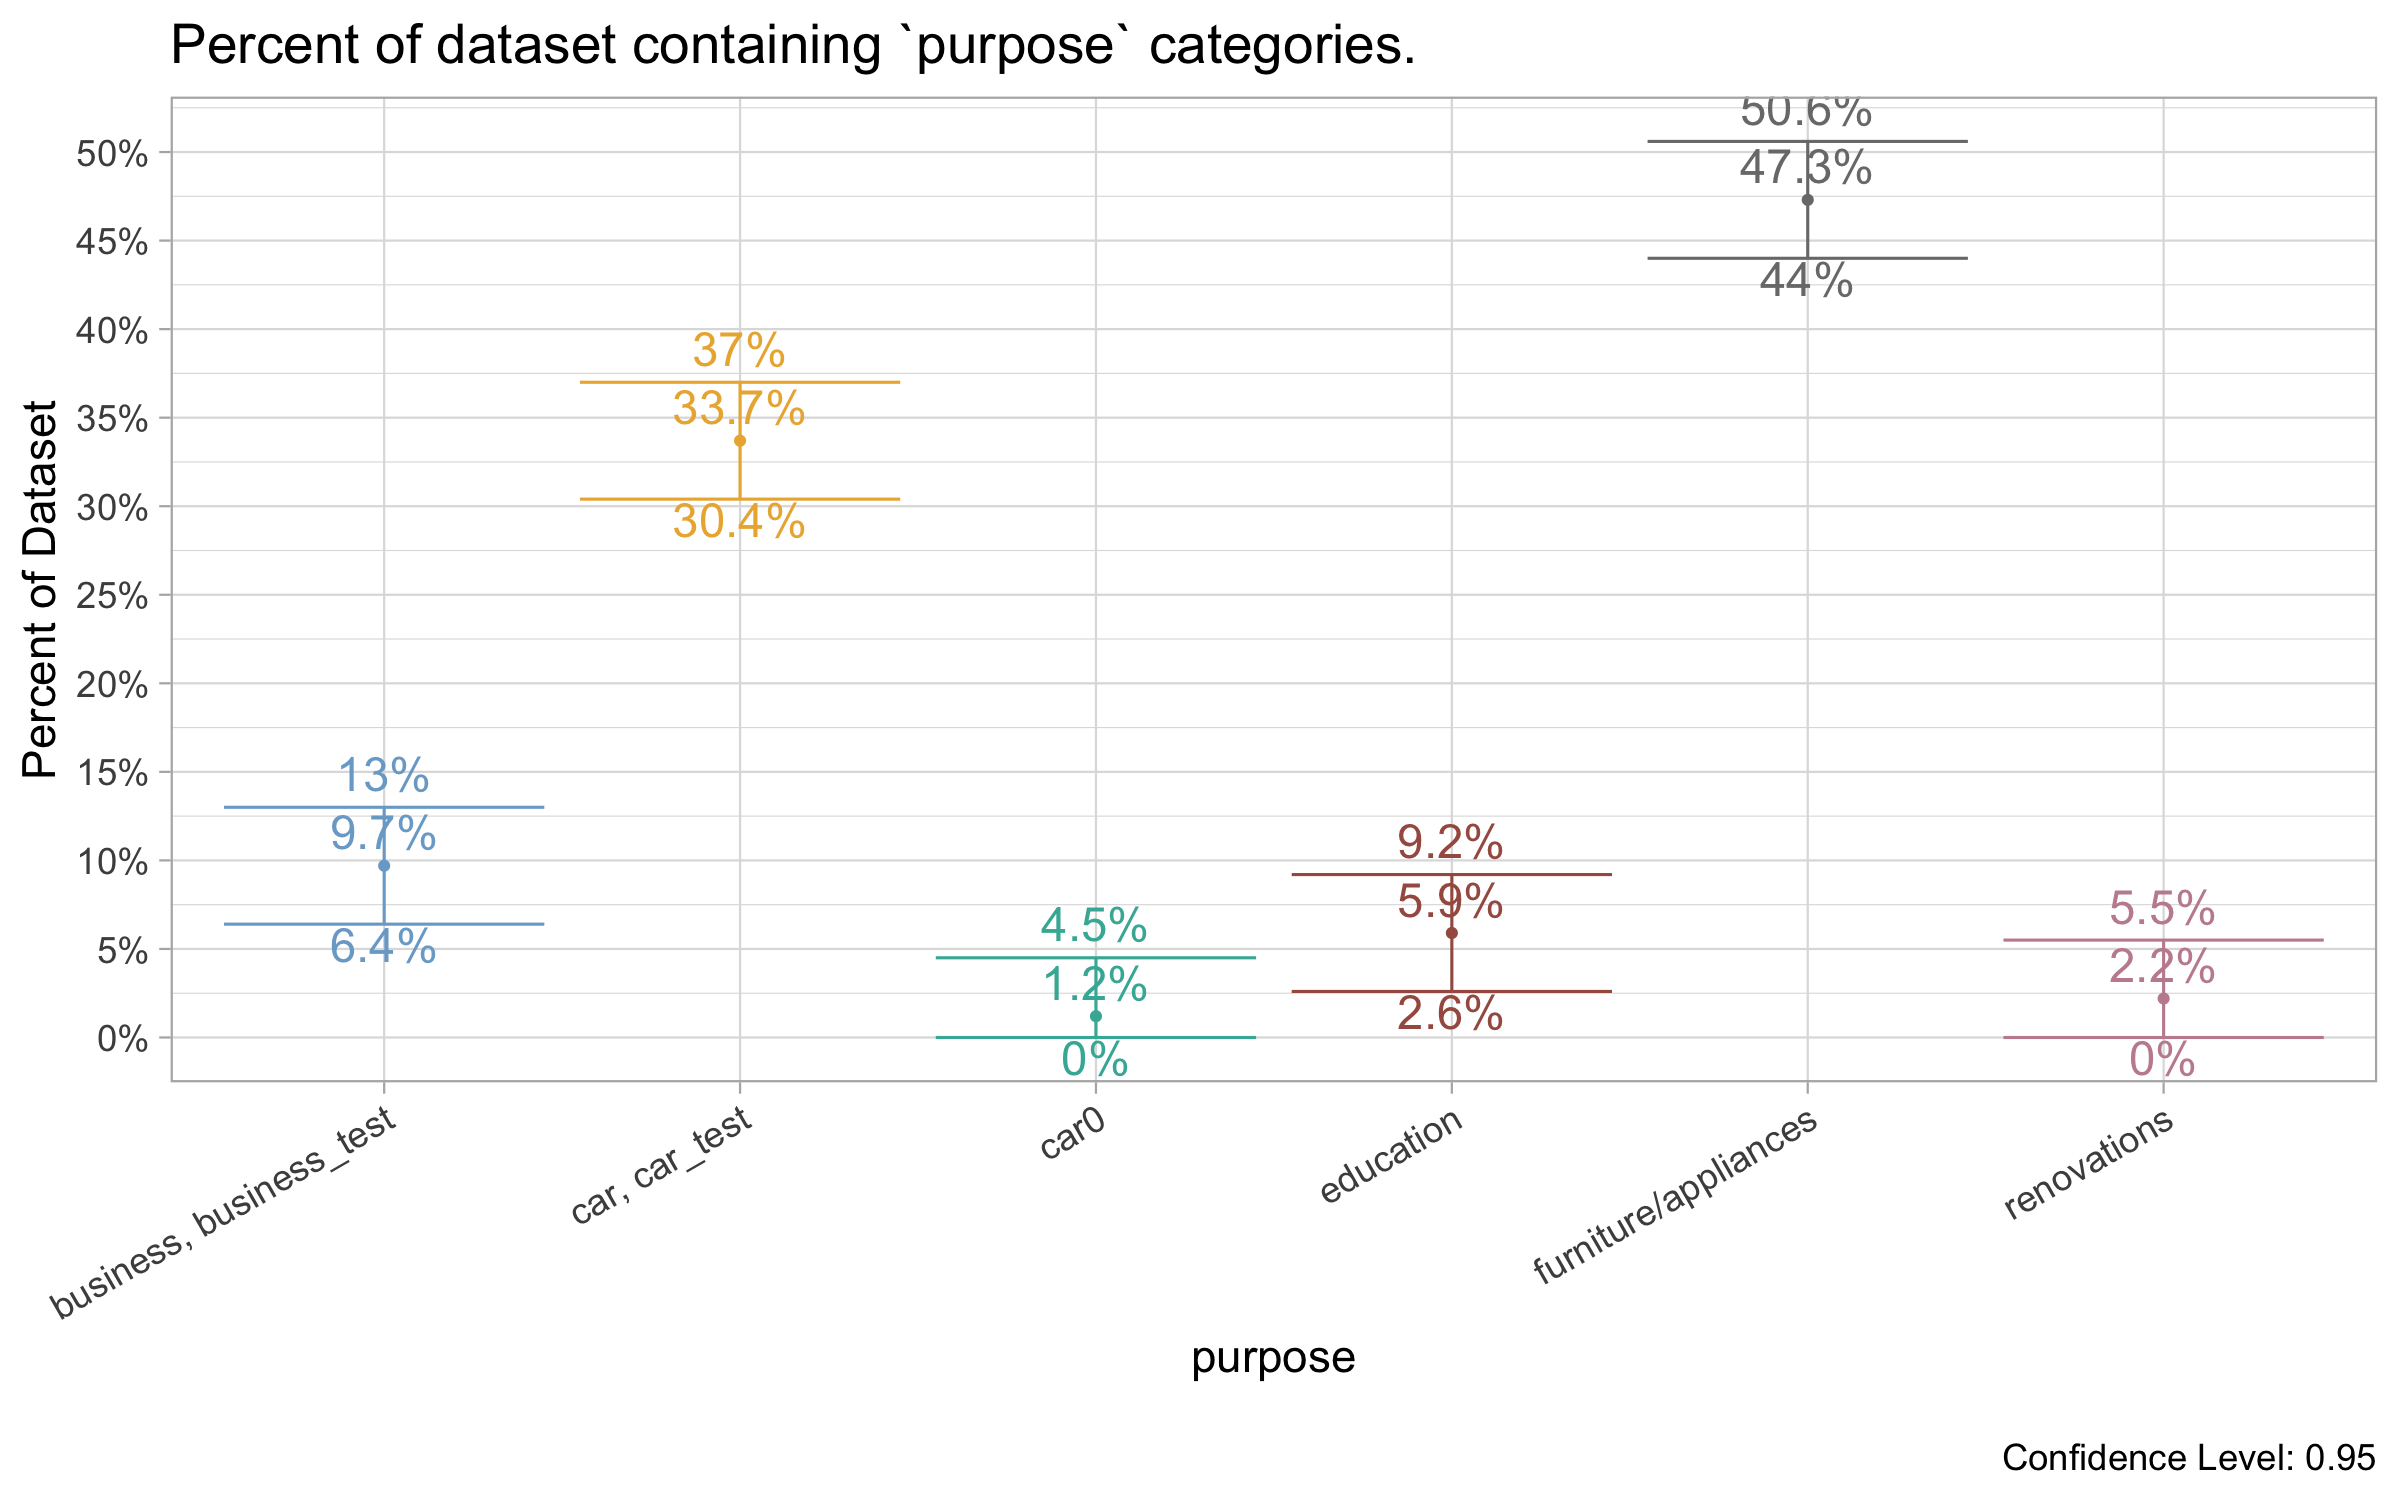 Percent of dataset containing `purpose` categories.
Percent of Dataset
50%
45%
40%
35%
30%
25%
20%
15%
10%
5%
0%
13%
9.7%
6.4%
37%
33.7%
30.4%
4.5%
1.2%
0%
9.2%
5.9%
2.6%
50.6%
47.3%
44%
5.5%
2.2%
0%
business, business_test
car, car_test
car0
education
furniture/appliances
renovations
purpose
Confidence Level: 0.95